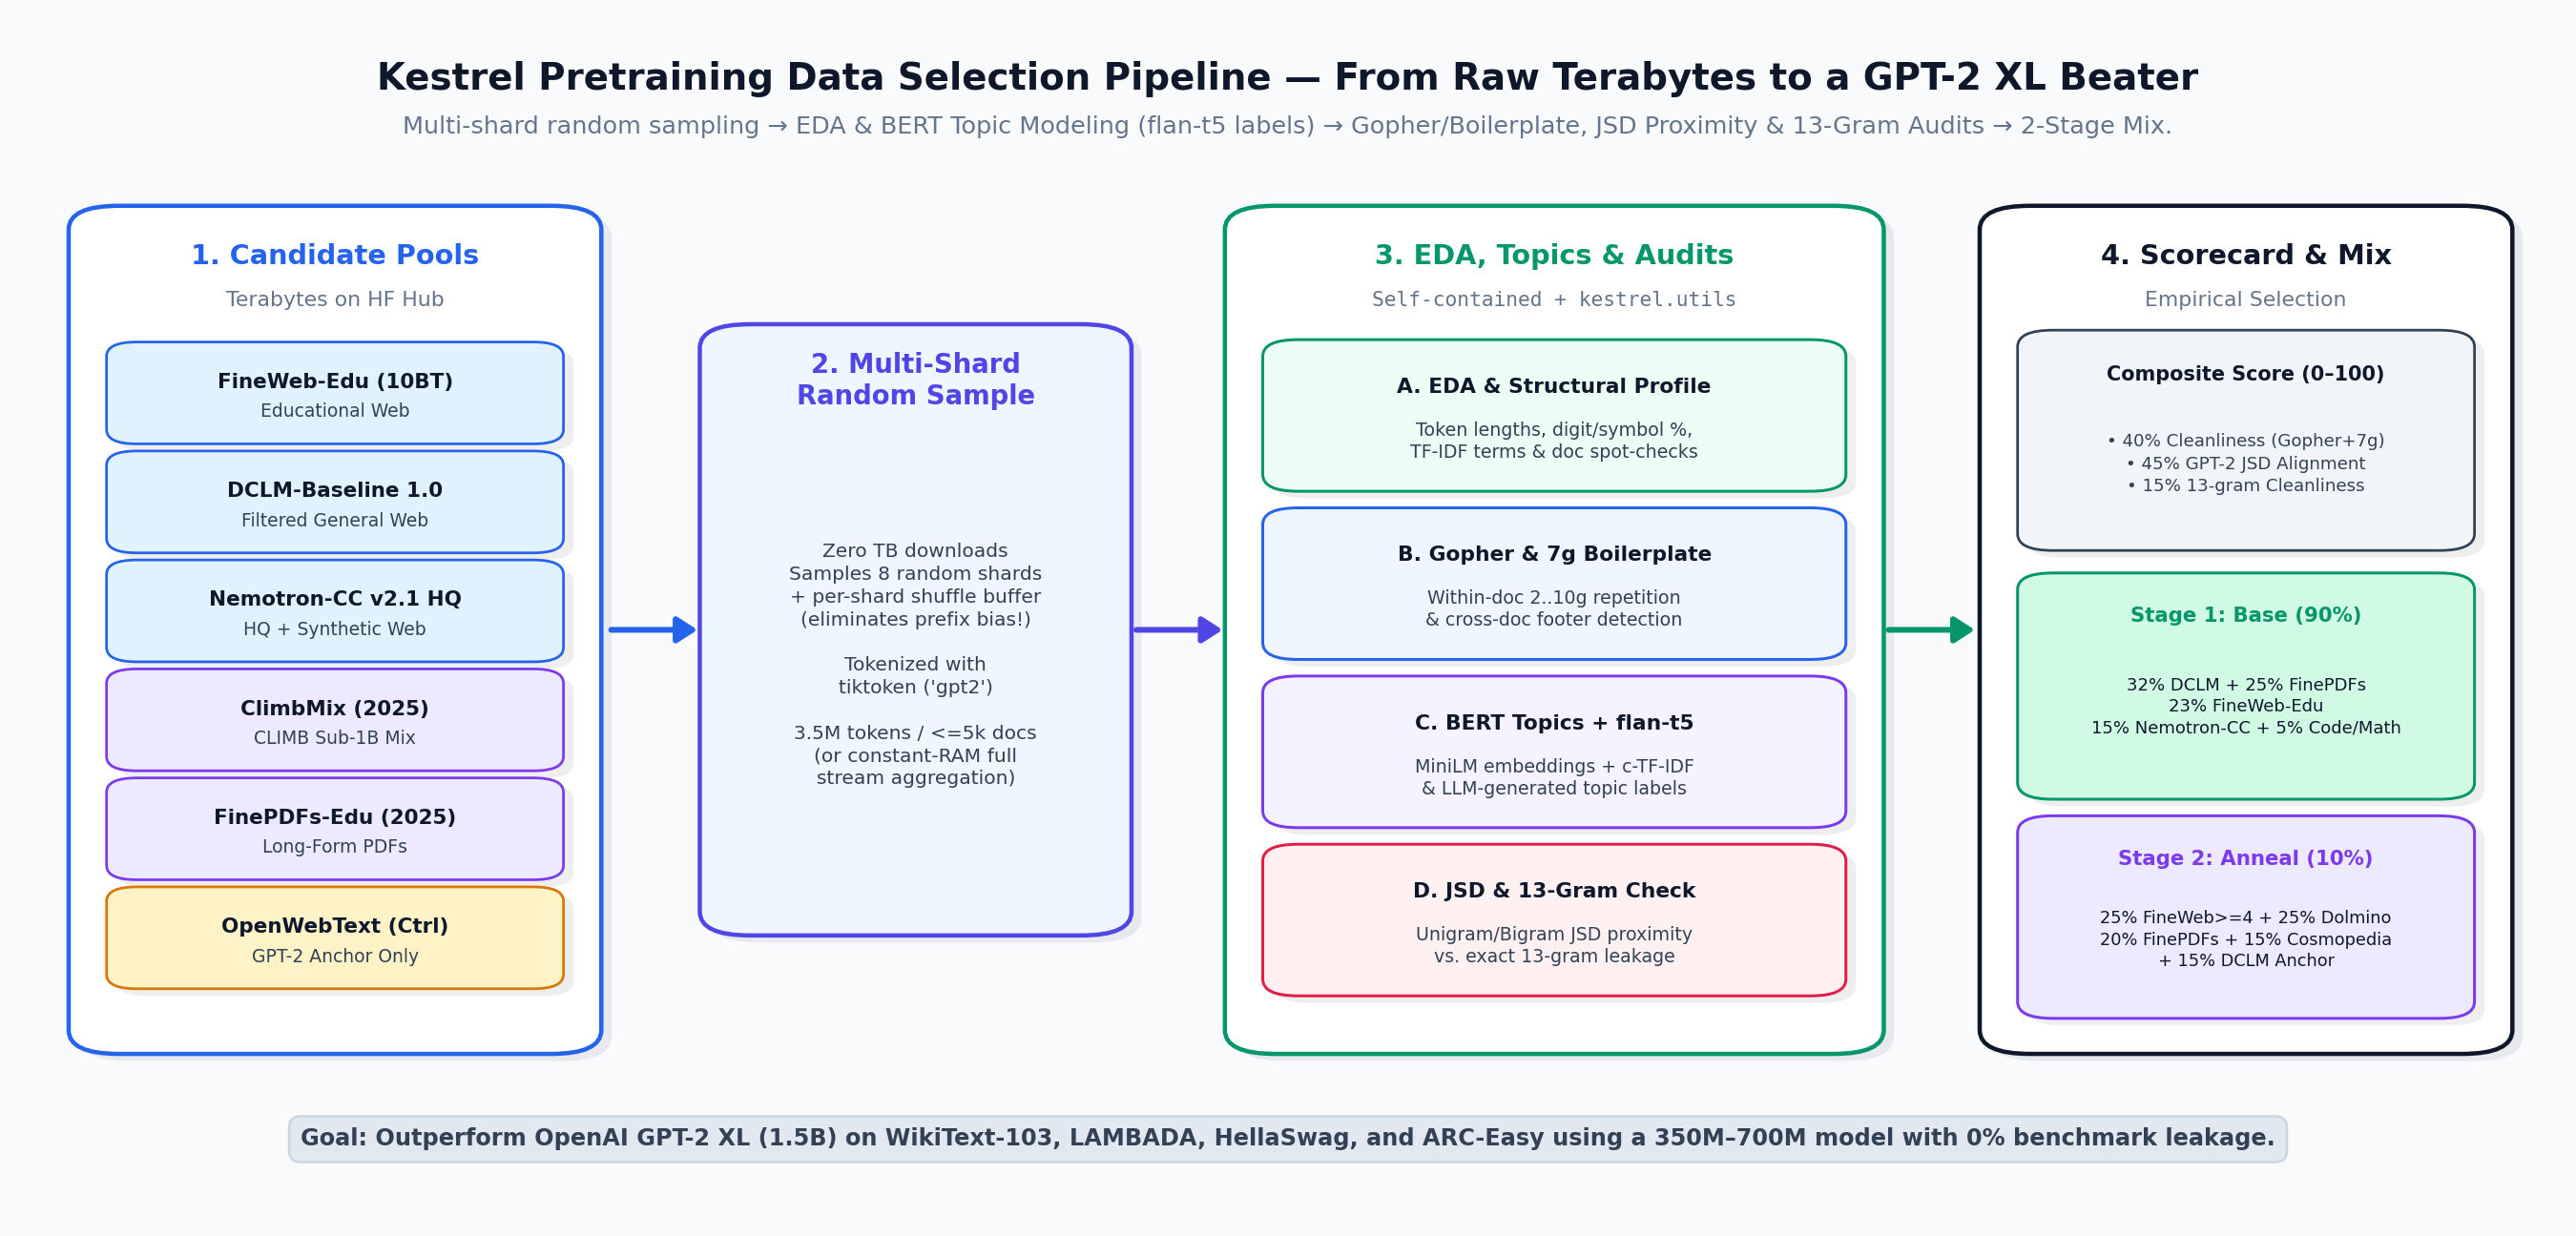 Kestrel Pretraining Data Selection Pipeline — From Raw Terabytes to a GPT-2 XL Beater
Multi-shard random sampling → EDA & BERT Topic Modeling (flan-t5 labels) → Gopher/Boilerplate, JSD Proximity & 13-Gram Audits → 2-Stage Mix.
1. Candidate Pools
Terabytes on HF Hub
FineWeb-Edu (10BT)
Educational Web
DCLM-Baseline 1.0
Filtered General Web
Nemotron-CC v2.1 HQ
HQ + Synthetic Web
ClimbMix (2025)
CLIMB Sub-1B Mix
FinePDFs-Edu (2025)
Long-Form PDFs
OpenWebText (Ctrl)
GPT-2 Anchor Only
2. Multi-Shard
Random Sample
Zero TB downloads
Samples 8 random shards
+ per-shard shuffle buffer
(eliminates prefix bias!)
Tokenized with
tiktoken ('gpt2')
3.5M tokens / <=5k docs
(or constant-RAM full
stream aggregation)
3. EDA, Topics & Audits
Self-contained + kestrel.utils
A. EDA & Structural Profile
Token lengths, digit/symbol %,
TF-IDF terms & doc spot-checks
B. Gopher & 7g Boilerplate
Within-doc 2..10g repetition
& cross-doc footer detection
C. BERT Topics + flan-t5
MiniLM embeddings + c-TF-IDF
& LLM-generated topic labels
D. JSD & 13-Gram Check
Unigram/Bigram JSD proximity
vs. exact 13-gram leakage
4. Scorecard & Mix
Empirical Selection
Composite Score (0–100)
• 40% Cleanliness (Gopher+7g)
• 45% GPT-2 JSD Alignment
• 15% 13-gram Cleanliness
Stage 1: Base (90%)
32% DCLM + 25% FinePDFs
23% FineWeb-Edu
15% Nemotron-CC + 5% Code/Math
Stage 2: Anneal (10%)
25% FineWeb>=4 + 25% Dolmino
20% FinePDFs + 15% Cosmopedia
+ 15% DCLM Anchor
Goal: Outperform OpenAI GPT-2 XL (1.5B) on WikiText-103, LAMBADA, HellaSwag, and ARC-Easy using a 350M–700M model with 0% benchmark leakage.